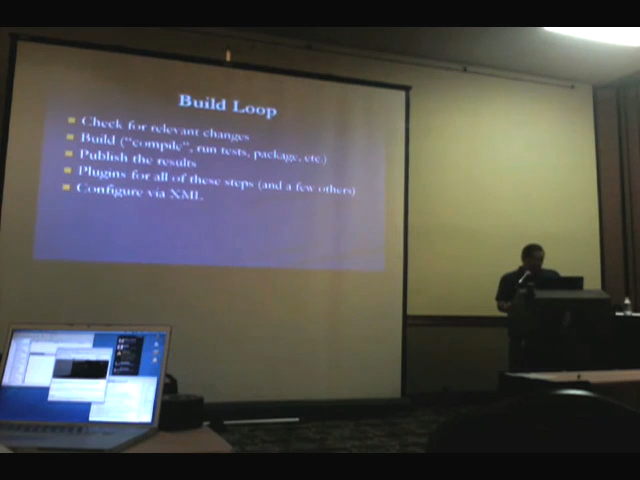 Build Loop
Check for relevant changes
Build ("compile", run tests, package, etc.)
Publish the results
Plugins for all of these steps (and a few others)
Configure via XML